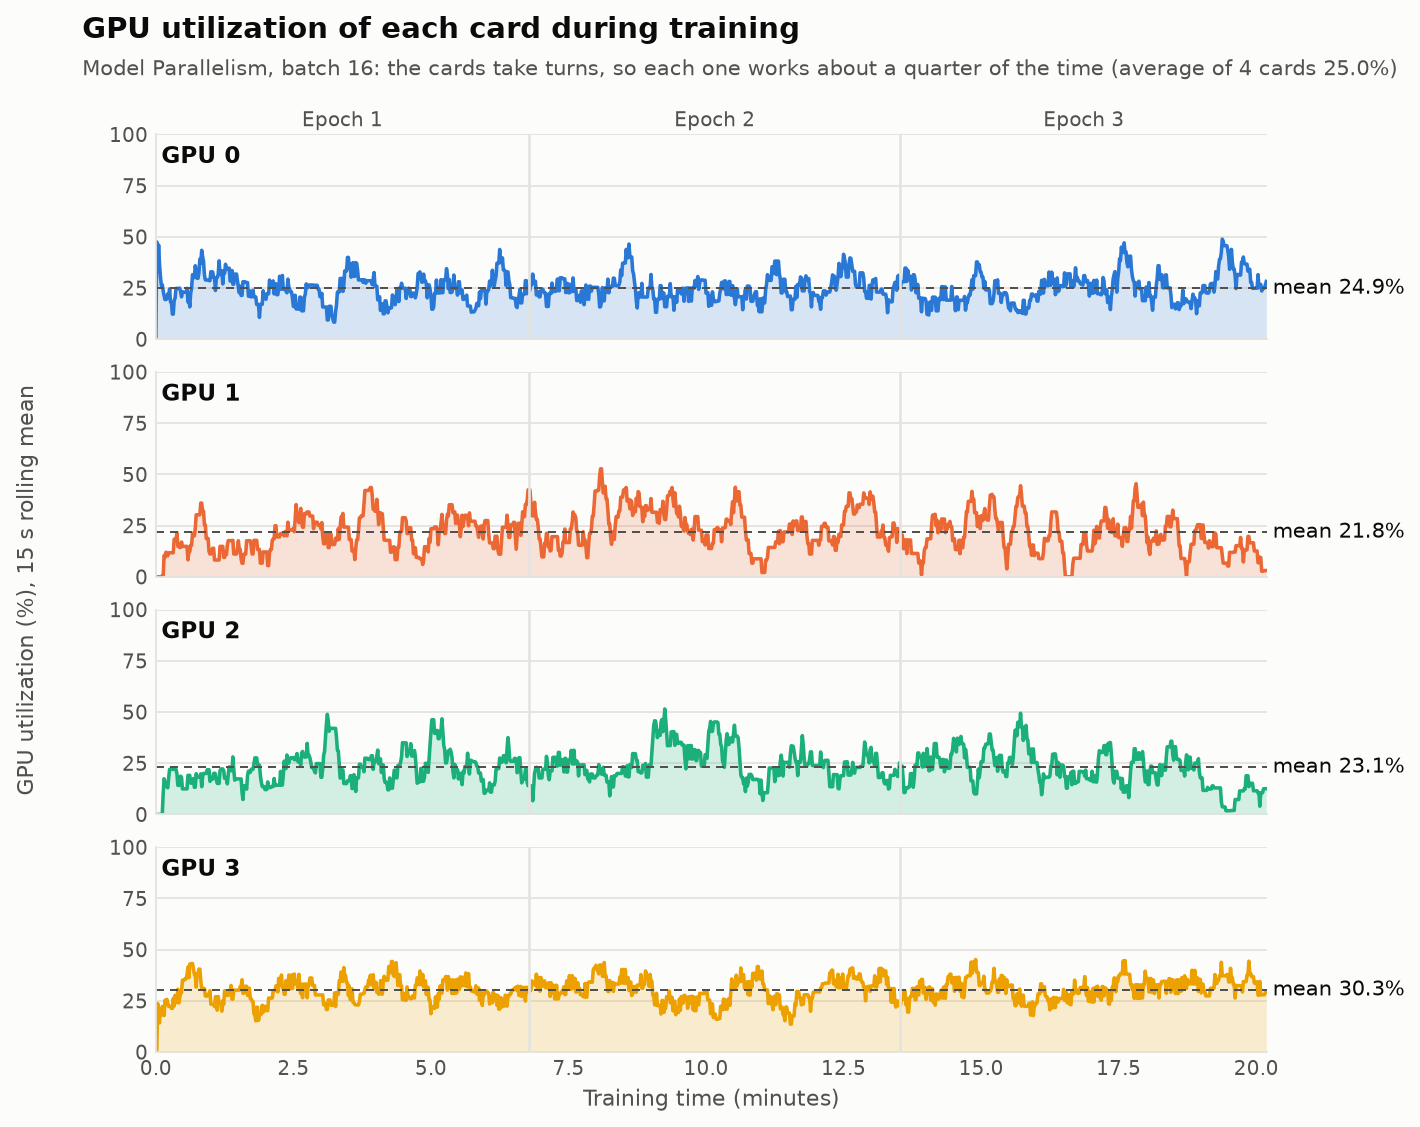 GPU utilization of each card during training
Model Parallelism, batch 16: the cards take turns, so each one works about a quarter of the time (average of 4 cards 25.0%)
Epoch 1
Epoch 2
Epoch 3
GPU utilization (%), 15 s rolling mean
100
75
50
25
0
GPU 0
mean 24.9%
100
75
50
25
0
GPU 1
mean 21.8%
100
75
50
25
0
GPU 2
mean 23.1%
100
75
50
25
0
GPU 3
mean 30.3%
0.0 2.5 5.0 7.5 10.0 12.5 15.0 17.5 20.0
Training time (minutes)